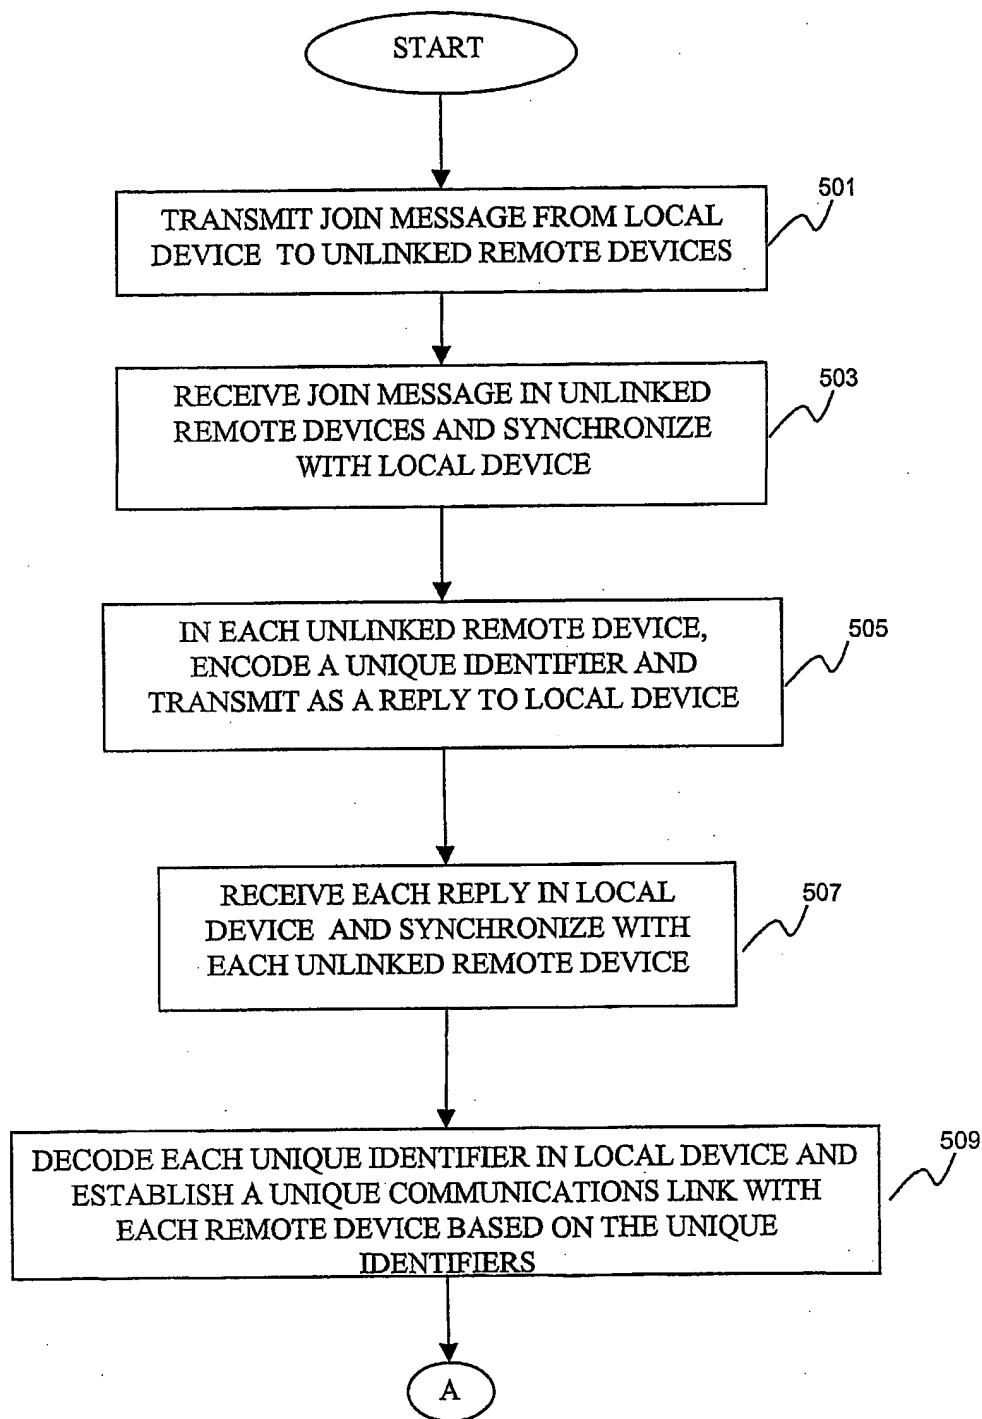 START
501
TRANSMIT JOIN MESSAGE FROM LOCAL
DEVICE TO UNLINKED REMOTE DEVICES
503
RECEIVE JOIN MESSAGE IN UNLINKED
REMOTE DEVICES AND SYNCHRONIZE
WITH LOCAL DEVICE
505
IN EACH UNLINKED REMOTE DEVICE,
ENCODE A UNIQUE IDENTIFIER AND
TRANSMIT AS A REPLY TO LOCAL DEVICE
507
RECEIVE EACH REPLY IN LOCAL
DEVICE AND SYNCHRONIZE WITH
EACH UNLINKED REMOTE DEVICE
509
DECODE EACH UNIQUE IDENTIFIER IN LOCAL DEVICE AND
ESTABLISH A UNIQUE COMMUNICATIONS LINK WITH
EACH REMOTE DEVICE BASED ON THE UNIQUE
IDENTIFIERS
A